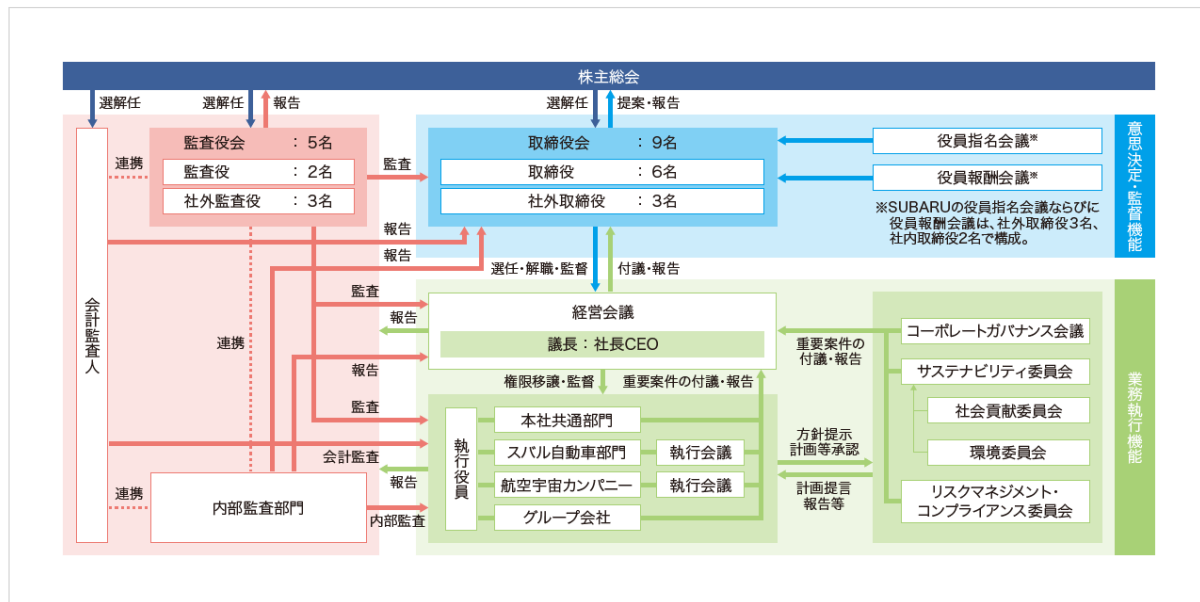 株主総会
選解任
選解任
報告
選解任
提案・報告
監査役会 : 5名
監査役 : 2名
社外監査役 : 3名
連携
監査
取締役会 : 9名
取締役 : 6名
社外取締役 : 3名
役員指名会議※
役員報酬会議※
※SUBARUの役員指名会議ならびに
役員報酬会議は、社外取締役3名、
社内取締役2名で構成。
意思決定・監督機能
報告
報告
選任・解職・監督
付議・報告
会計監査人
連携
監査
報告
報告
監査
経営会議
議長：社長CEO
重要案件の
付議・報告
権限移譲・監督
重要案件の付議・報告
コーポレートガバナンス会議
サステナビリティ委員会
社会貢献委員会
環境委員会
リスクマネジメント・
コンプライアンス委員会
業務執行機能
執行役員
本社共通部門
スバル自動車部門
執行会議
航空宇宙カンパニー
執行会議
グループ会社
方針提示
計画等承認
計画提言
報告等
会計監査
報告
連携
内部監査部門
内部監査